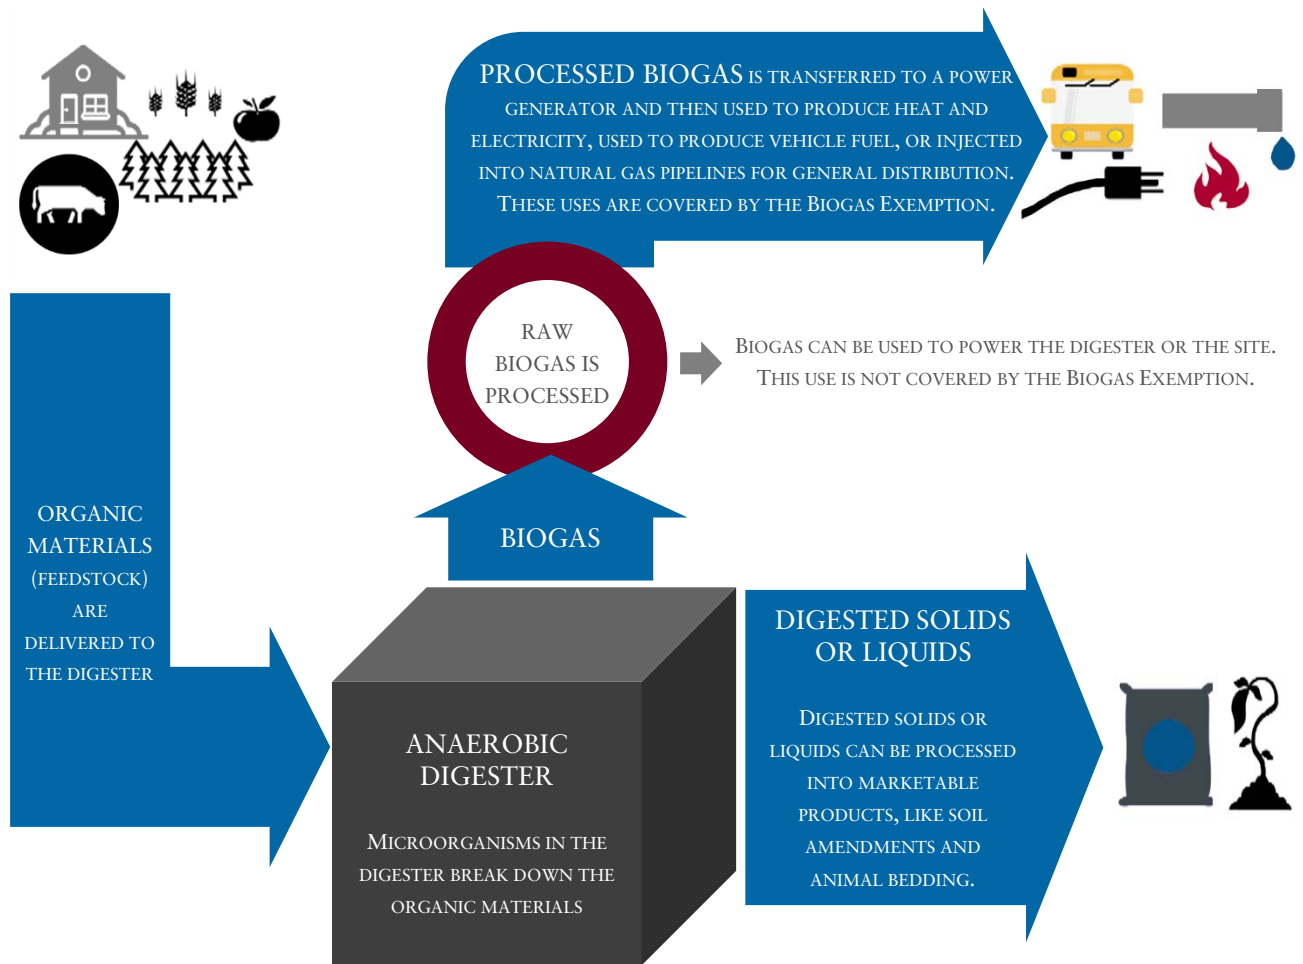 PROCESSED BIOGAS IS TRANSFERRED TO A POWER
GENERATOR AND THEN USED TO PRODUCE HEAT AND
ELECTRICITY, USED TO PRODUCE VEHICLE FUEL, OR INJECTED
INTO NATURAL GAS PIPELINES FOR GENERAL DISTRIBUTION.
THESE USES ARE COVERED BY THE BIOGAS EXEMPTION.
RAW
BIOGAS IS
PROCESSED
BIOGAS CAN BE USED TO POWER THE DIGESTER OR THE SITE.
THIS USE IS NOT COVERED BY THE BIOGAS EXEMPTION.
ORGANIC
MATERIALS
(FEEDSTOCK)
ARE
DELIVERED TO
THE DIGESTER
BIOGAS
ANAEROBIC
DIGESTER
MICROORGANISMS IN THE
DIGESTER BREAK DOWN THE
ORGANIC MATERIALS
DIGESTED SOLIDS
OR LIQUIDS
DIGESTED SOLIDS OR
LIQUIDS CAN BE PROCESSED
INTO MARKETABLE
PRODUCTS, LIKE SOIL
AMENDMENTS AND
ANIMAL BEDDING.